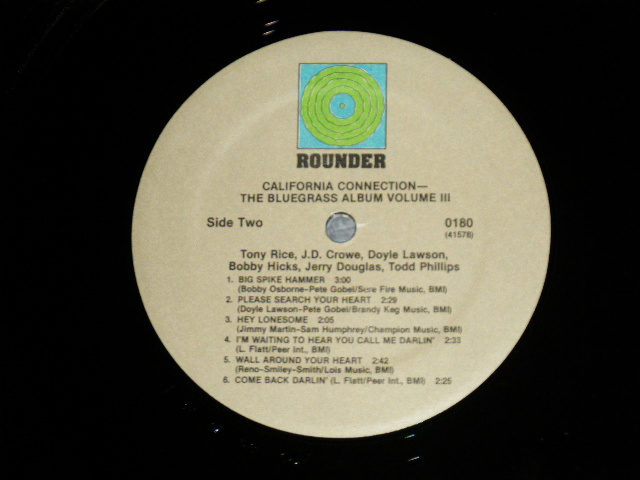 ROUNDER
CALIFORNIA CONNECTION—
THE BLUEGRASS ALBUM VOLUME III
Side Two
0180
(41578)
Tony Rice, J.D. Crowe, Doyle Lawson,
Bobby Hicks, Jerry Douglas, Todd Phillips
1. BIG SPIKE HAMMER 3:00
(Bobby Osborne-Pete Gobel/Sure Fire Music, BMI)
2. PLEASE SEARCH YOUR HEART 2:29
(Doyle Lawson-Pete Gobel/Brandy Keg Music, BMI)
3. HEY LONESOME 2:05
(Jimmy Martin-Sam Humphrey/Champion Music, BMI)
4. I'M WAITING TO HEAR YOU CALL ME DARLIN' 2:33
(L. Flatt/Peer Int., BMI)
5. WALL AROUND YOUR HEART 2:42
(Reno-Smiley-Smith/Lois Music, BMI)
6. COME BACK DARLIN' (L. Flatt/Peer Int., BMI) 2:25